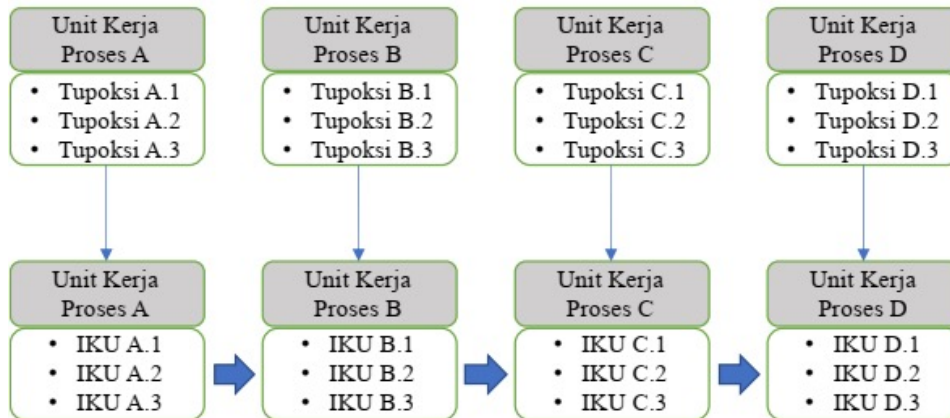 Unit Kerja
Proses A
• Tupoksi A.1
• Tupoksi A.2
• Tupoksi A.3
Unit Kerja
Proses B
• Tupoksi B.1
• Tupoksi B.2
• Tupoksi B.3
Unit Kerja
Proses C
• Tupoksi C.1
• Tupoksi C.2
• Tupoksi C.3
Unit Kerja
Proses D
• Tupoksi D.1
• Tupoksi D.2
• Tupoksi D.3
Unit Kerja
Proses A
• IKU A.1
• IKU A.2
• IKU A.3
Unit Kerja
Proses B
• IKU B.1
• IKU B.2
• IKU B.3
Unit Kerja
Proses C
• IKU C.1
• IKU C.2
• IKU C.3
Unit Kerja
Proses D
• IKU D.1
• IKU D.2
• IKU D.3